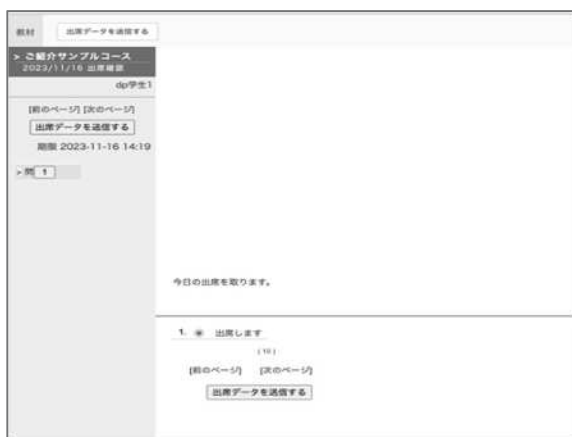 教材 出席データを送信する
> ご紹介サンプルコース
2023/11/16 出席確認
dp学生1
[前のページ] [次のページ]
出席データを送信する
期限 2023-11-16 14:19
> 問 1
今日の出席を取ります。
1. 出席します
(10)
[前のページ] [次のページ]
出席データを送信する